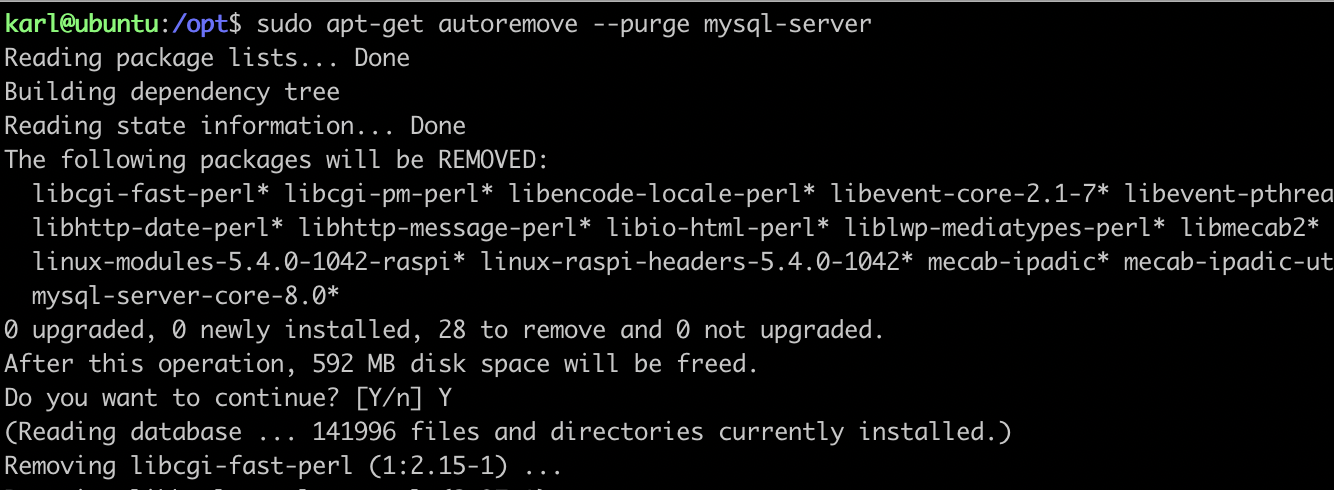 karl@ubuntu:/opt$ sudo apt-get autoremove --purge mysql-server
Reading package lists... Done
Building dependency tree
Reading state information... Done
The following packages will be REMOVED:
libcgi-fast-perl* libcgi-pm-perl* libencode-locale-perl* libevent-core-2.1-7* libevent-pthrea
libhttp-date-perl* libhttp-message-perl* libio-html-perl* liblwp-mediatypes-perl* libmecab2*
linux-modules-5.4.0-1042-raspi* linux-raspi-headers-5.4.0-1042* mecab-ipadic* mecab-ipadic-ut
mysql-server-core-8.0*
0 upgraded, 0 newly installed, 28 to remove and 0 not upgraded.
After this operation, 592 MB disk space will be freed.
Do you want to continue? [Y/n] Y
(Reading database ... 141996 files and directories currently installed.)
Removing libcgi-fast-perl (1:2.15-1) ...